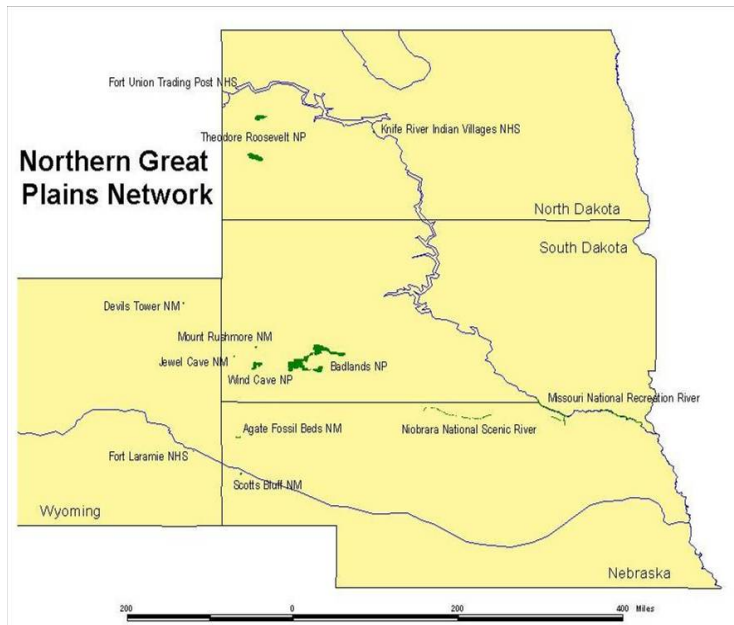 Fort Union Trading Post NHS
Theodore Roosevelt NP
Knife River Indian Villages NHS
Northern Great
Plains Network
North Dakota
South Dakota
Devils Tower NM
Mount Rushmore NM
Jewel Cave NM
Wind Cave NP
Badlands NP
Missouri National Recreation River
Agate Fossil Beds NM
Niobrara National Scenic River
Fort Laramie NHS
Scotts Bluff NM
Wyoming
Nebraska
200 0 200 400 Miles